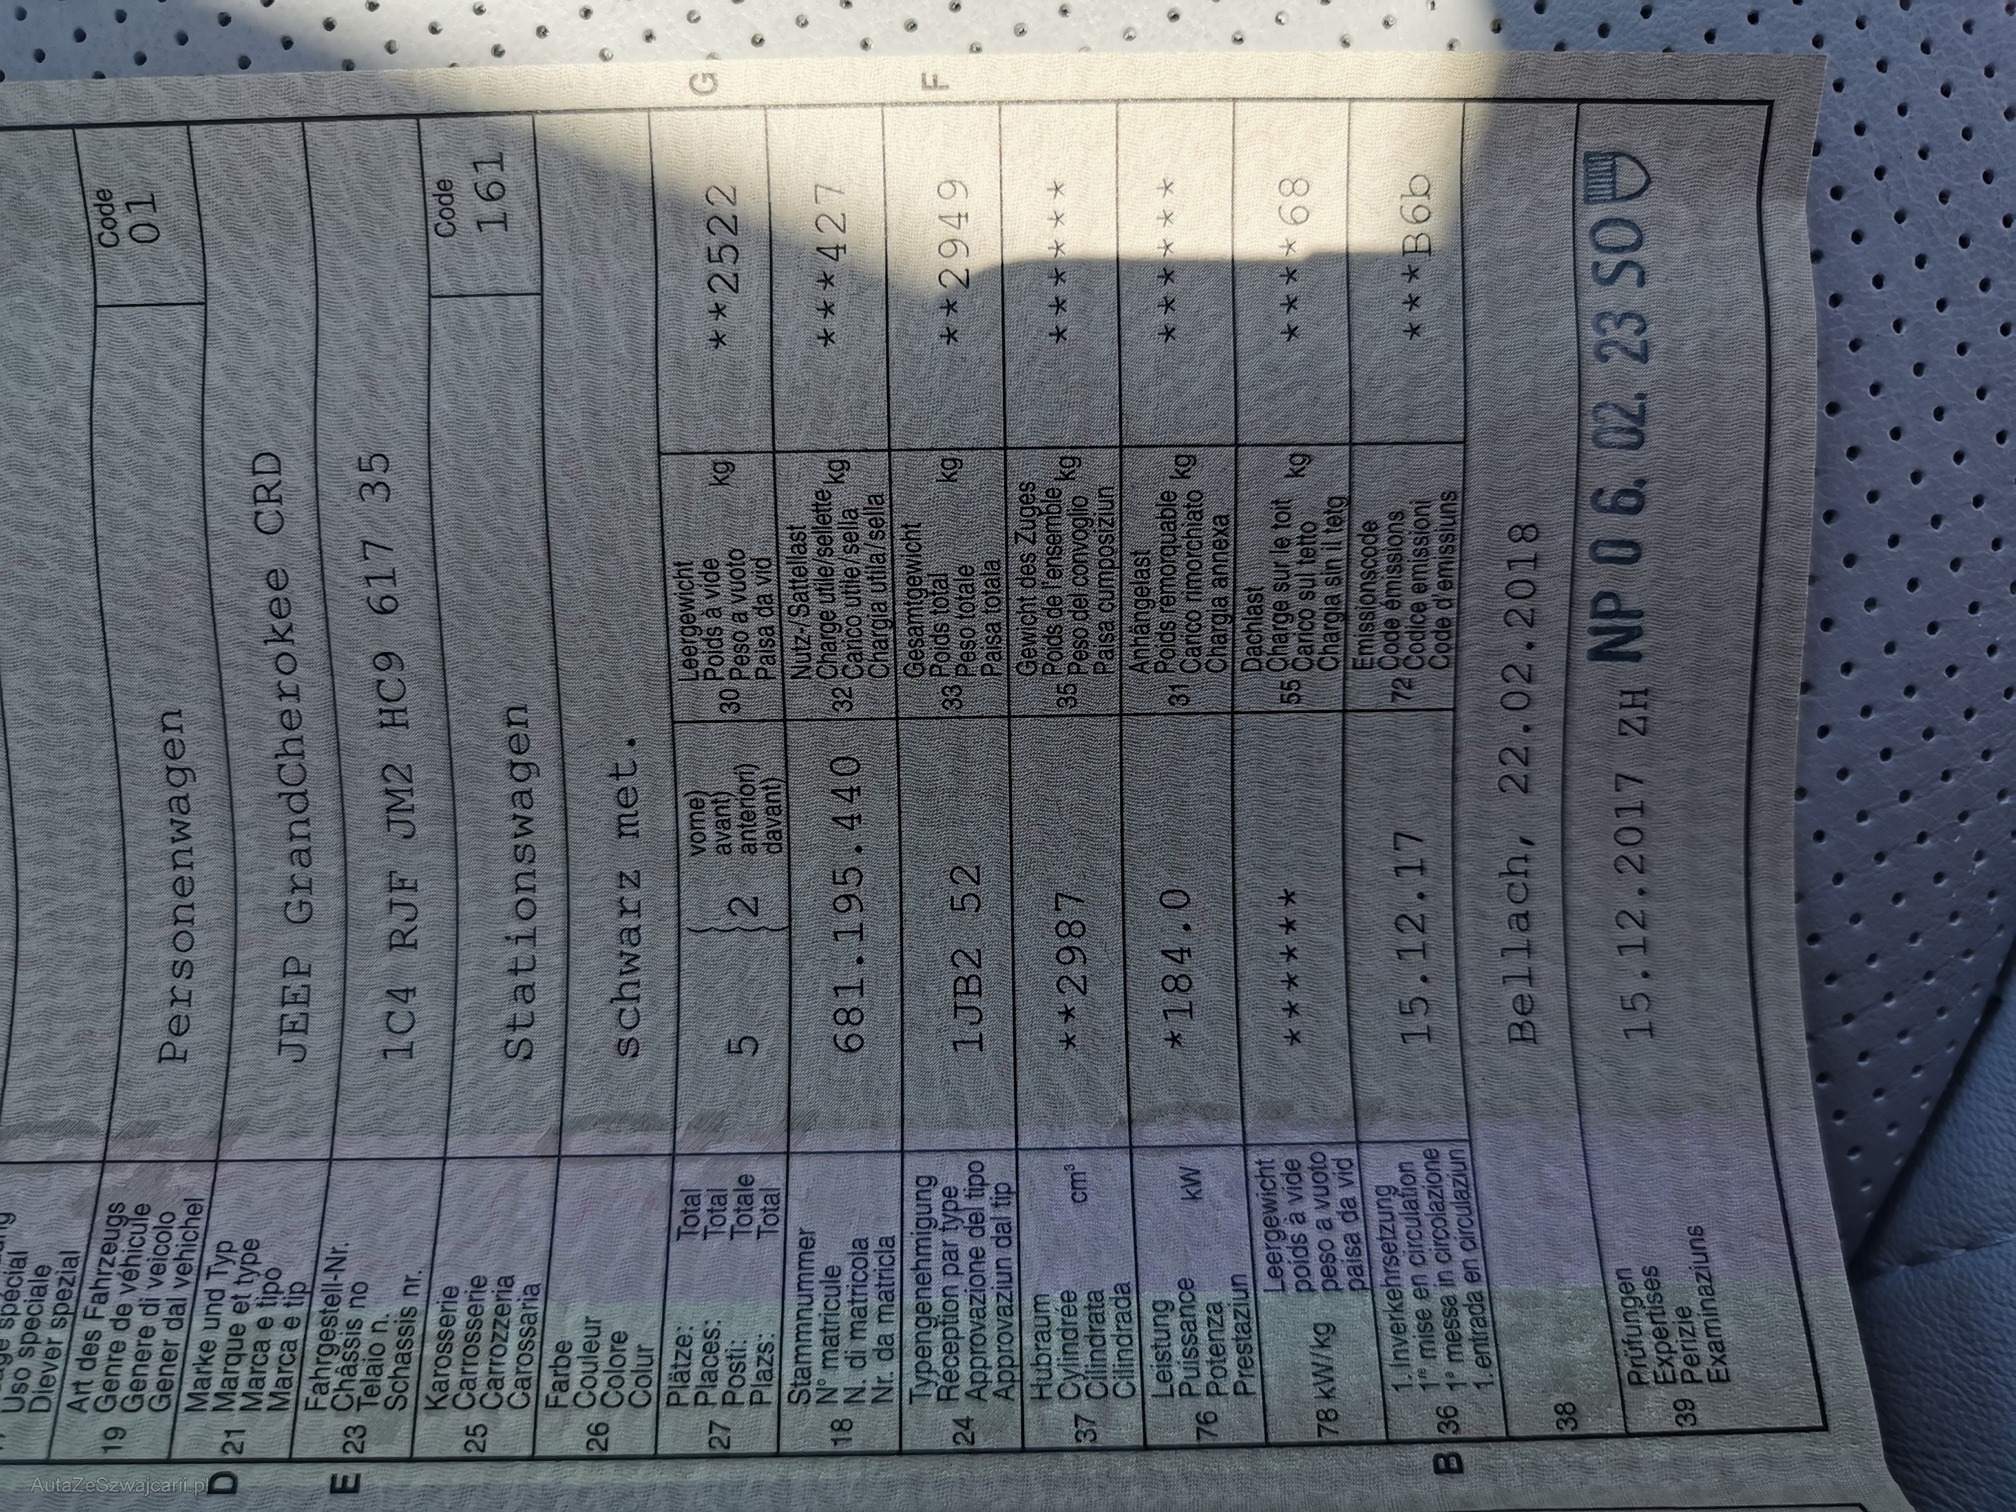 Uso speciale
Diever spezial
Art des Fahrzeugs
19 Genre de véhicule
Genere di veicolo
Gener dal vehichel
Personenwagen
Code
01
D
Marke und Typ
21 Marque et type
Marca e tipo
Marca e tip
JEEP GrandCherokee CRD
E
Fahrgestell-Nr.
23 Châssis no
Telaio n.
Schassis nr.
1C4 RJF JM2 HC9 617 35
Karosserie
25 Carrosserie
Carrozzeria
Carossaria
Stationswagen
Code
161
Farbe
26 Couleur
Colore
Colur
schwarz met.
Plätze: Total
27 Places: Total
Posti: Totale
Plazs: Total
5
vorne)
avant)
2 anteriori)
davant)
Leergewicht
30 Poids à vide kg
Peso a vuoto
Paisa da vid
**2522
G
Stammnummer
18 N° matricule
N. di matricola
Nr. da matricla
681.195.440
Nutz-/Sattellast
32 Charge utile/sellette kg
Carico utile/sella
Chargia utila/sella
***427
Typengenehmigung
24 Reception par type
Approvazione del tipo
Approvaziun dal tip
1JB2 52
Gesamtgewicht
33 Poids total kg
Peso totale
Paisa totala
**2949
F
Hubraum
37 Cylindrée cm³
Cilindrata
Cilindrada
**2987
Gewicht des Zuges
35 Poids de l'ensemble kg
Peso del convoglio
Paisa cumposiziun
******
Leistung
76 Puissance kW
Potenza
Prestaziun
*184.0
Anhängelast
31 Poids remorquable kg
Carico rimorchiato
Chargia annexa
******
Leergewicht
78 kW/kg poids à vide
peso a vuoto
paisa da vid
******
Dachlast
55 Charge sur le toit kg
Carico sul tetto
Chargia sin il tetg
****68
B
1. Inverkehrsetzung
36 1re mise en circulation
1a messa in circolazione
1. entrada en circulaziun
15.12.17
Emissionscode
72 Code émissions
Codice emissioni
Code d'emissiuns
***B6b
38
Bellach, 22.02.2018
Prüfungen
39 Expertises
Perizie
Examinaziuns
15.12.2017 ZH NP 06. 02. 23 SO
AutaZeSzwajcarii.pl